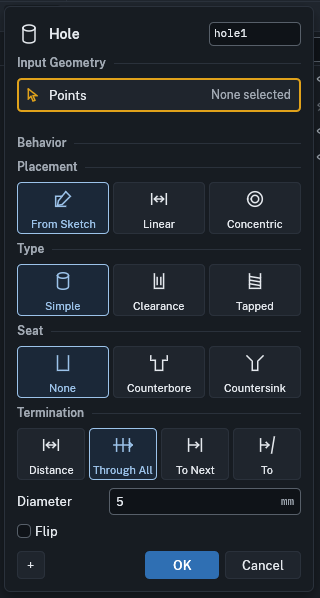 Hole hole1
Input Geometry
Points None selected
Behavior
Placement
From Sketch Linear Concentric
Type
Simple Clearance Tapped
Seat
None Counterbore Countersink
Termination
Distance Through All To Next To
Diameter 5 mm
Flip
+ OK Cancel